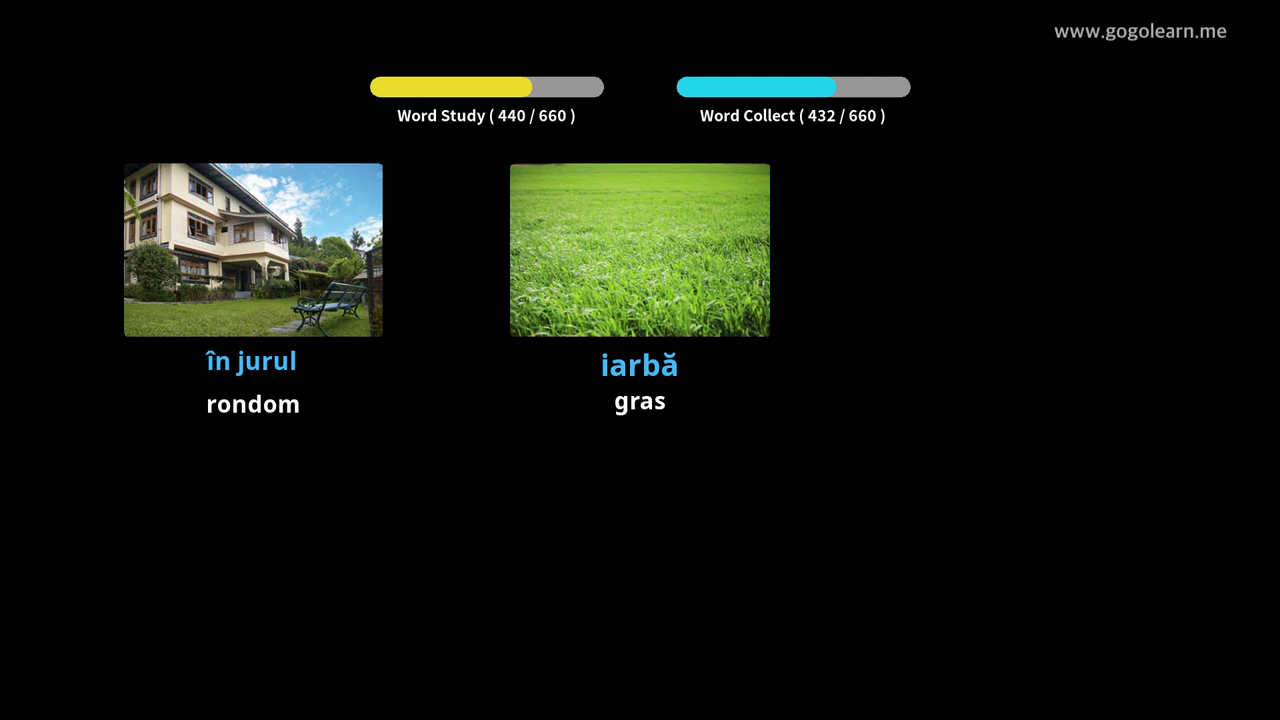 www.gogolearn.me
Word Study ( 440 / 660 )
Word Collect ( 432 / 660 )
în jurul
rondom
iarbă
gras